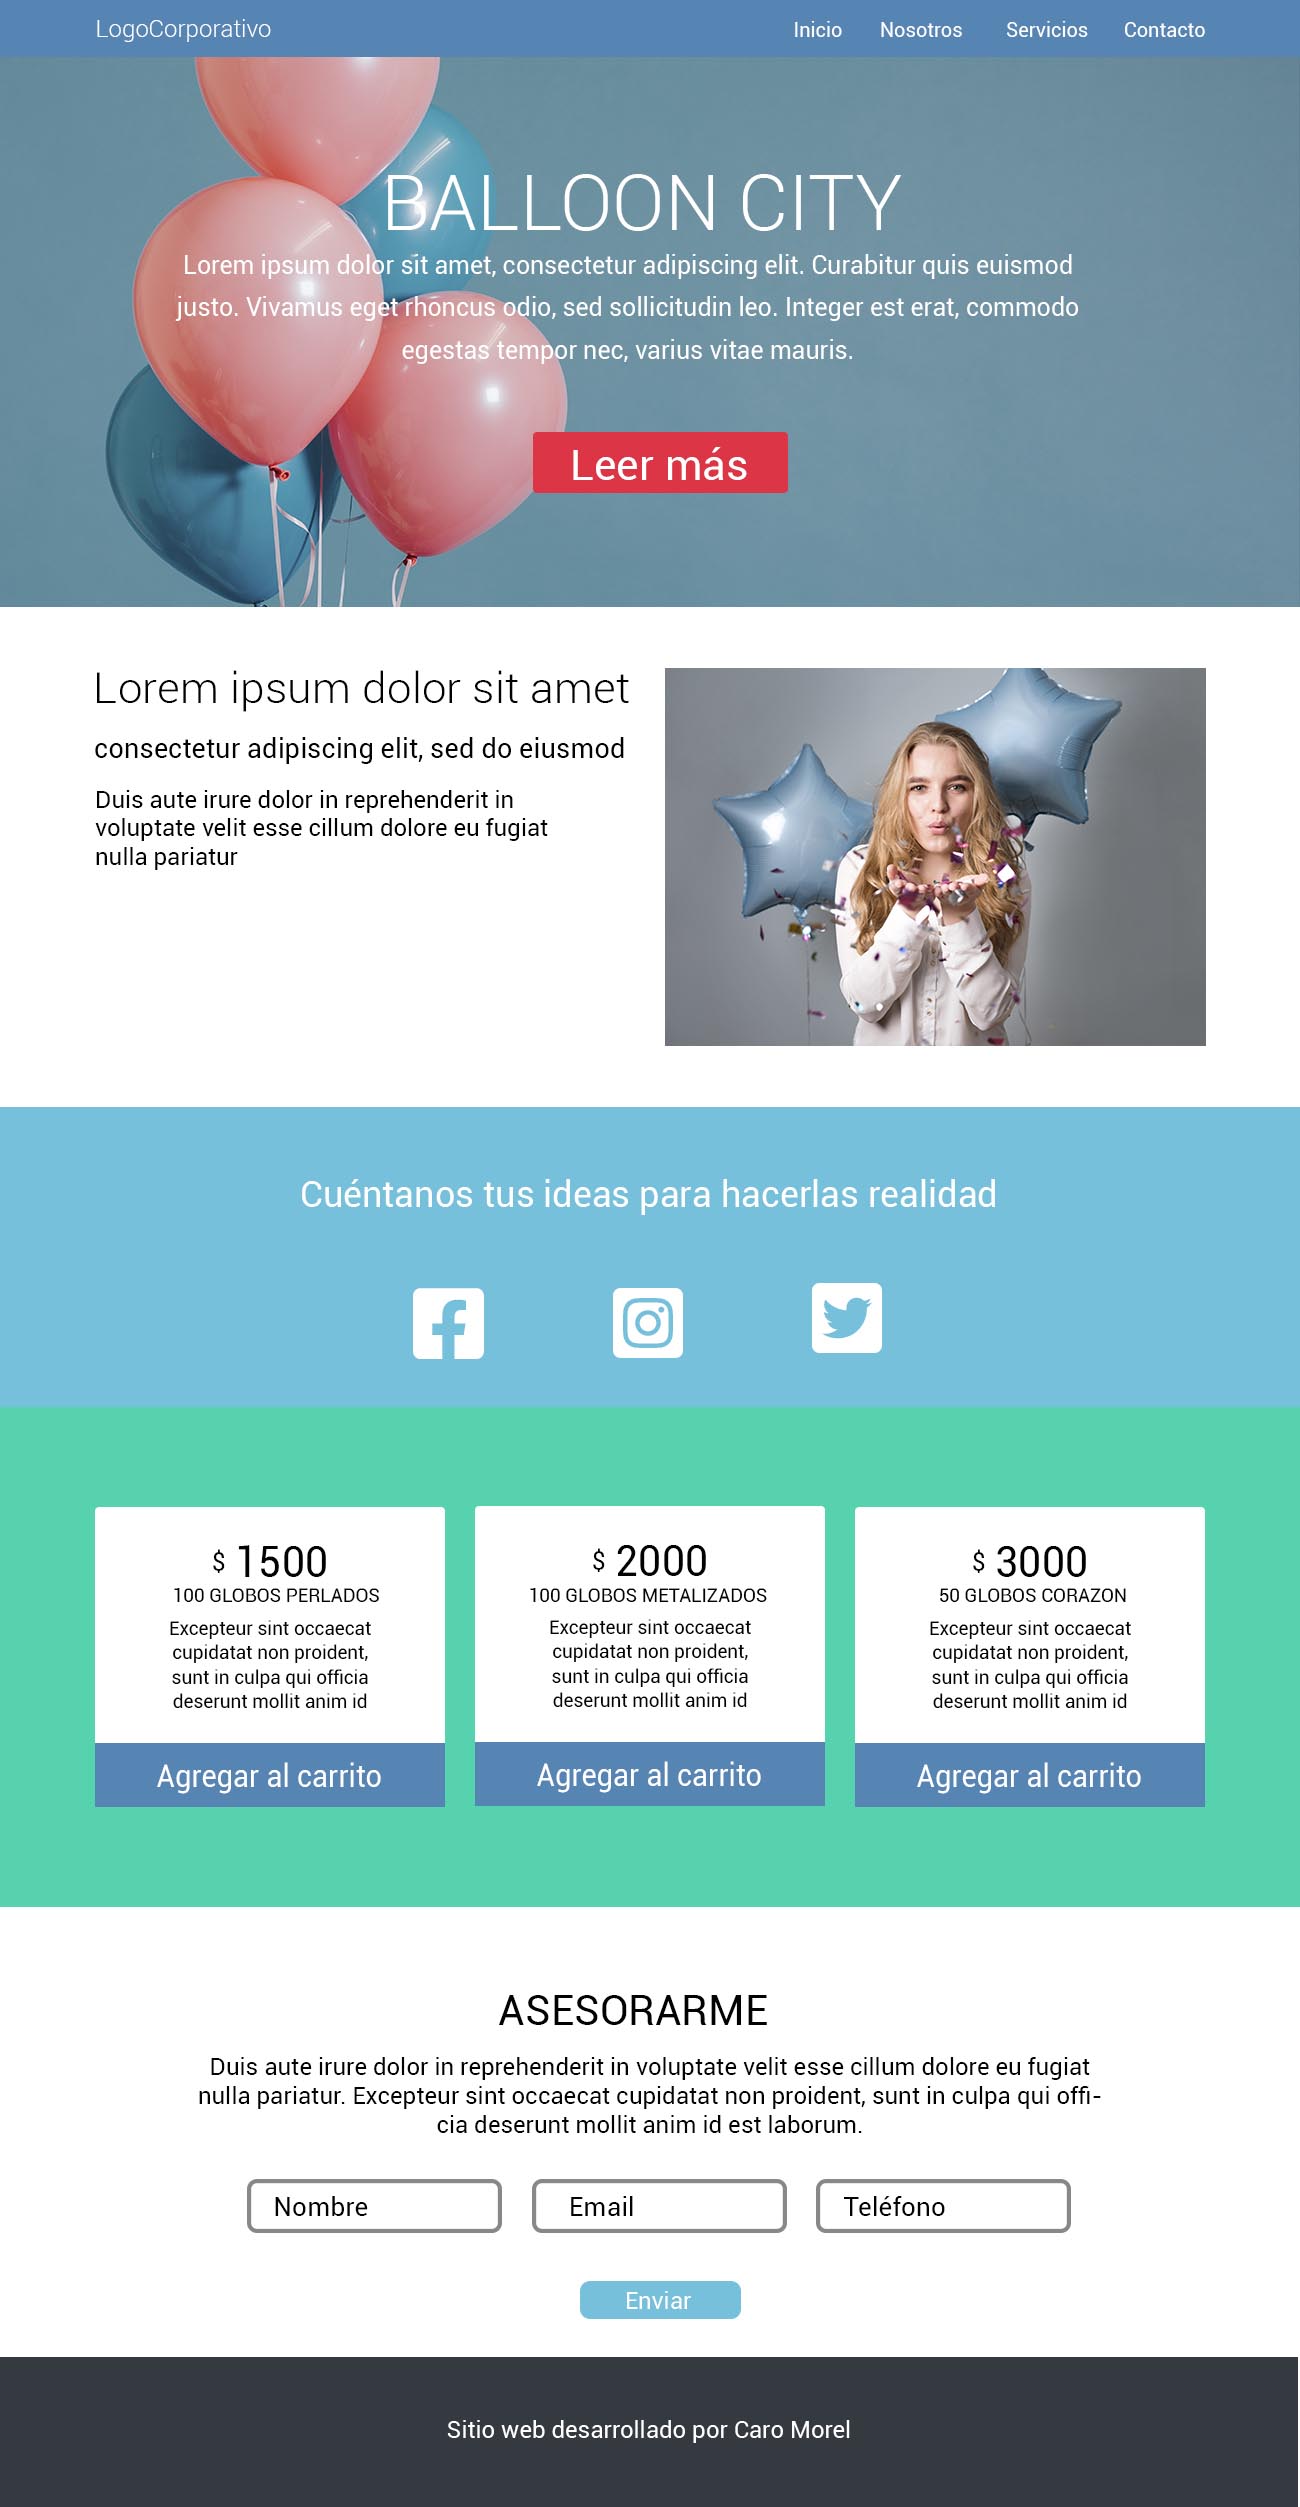 LogoCorporativo
Inicio Nosotros Servicios Contacto
BALLOON CITY
Lorem ipsum dolor sit amet, consectetur adipiscing elit. Curabitur quis euismod
justo. Vivamus eget rhoncus odio, sed sollicitudin leo. Integer est erat, commodo
egestas tempor nec, varius vitae mauris.
Leer más
Lorem ipsum dolor sit amet
consectetur adipiscing elit, sed do eiusmod
Duis aute irure dolor in reprehenderit in
voluptate velit esse cillum dolore eu fugiat
nulla pariatur
Cuéntanos tus ideas para hacerlas realidad
$ 1500
100 GLOBOS PERLADOS
Excepteur sint occaecat
cupidatat non proident,
sunt in culpa qui officia
deserunt mollit anim id
Agregar al carrito
$ 2000
100 GLOBOS METALIZADOS
Excepteur sint occaecat
cupidatat non proident,
sunt in culpa qui officia
deserunt mollit anim id
Agregar al carrito
$ 3000
50 GLOBOS CORAZON
Excepteur sint occaecat
cupidatat non proident,
sunt in culpa qui officia
deserunt mollit anim id
Agregar al carrito
ASESORARME
Duis aute irure dolor in reprehenderit in voluptate velit esse cillum dolore eu fugiat
nulla pariatur. Excepteur sint occaecat cupidatat non proident, sunt in culpa qui offi-
cia deserunt mollit anim id est laborum.
Nombre
Email
Teléfono
Enviar
Sitio web desarrollado por Caro Morel